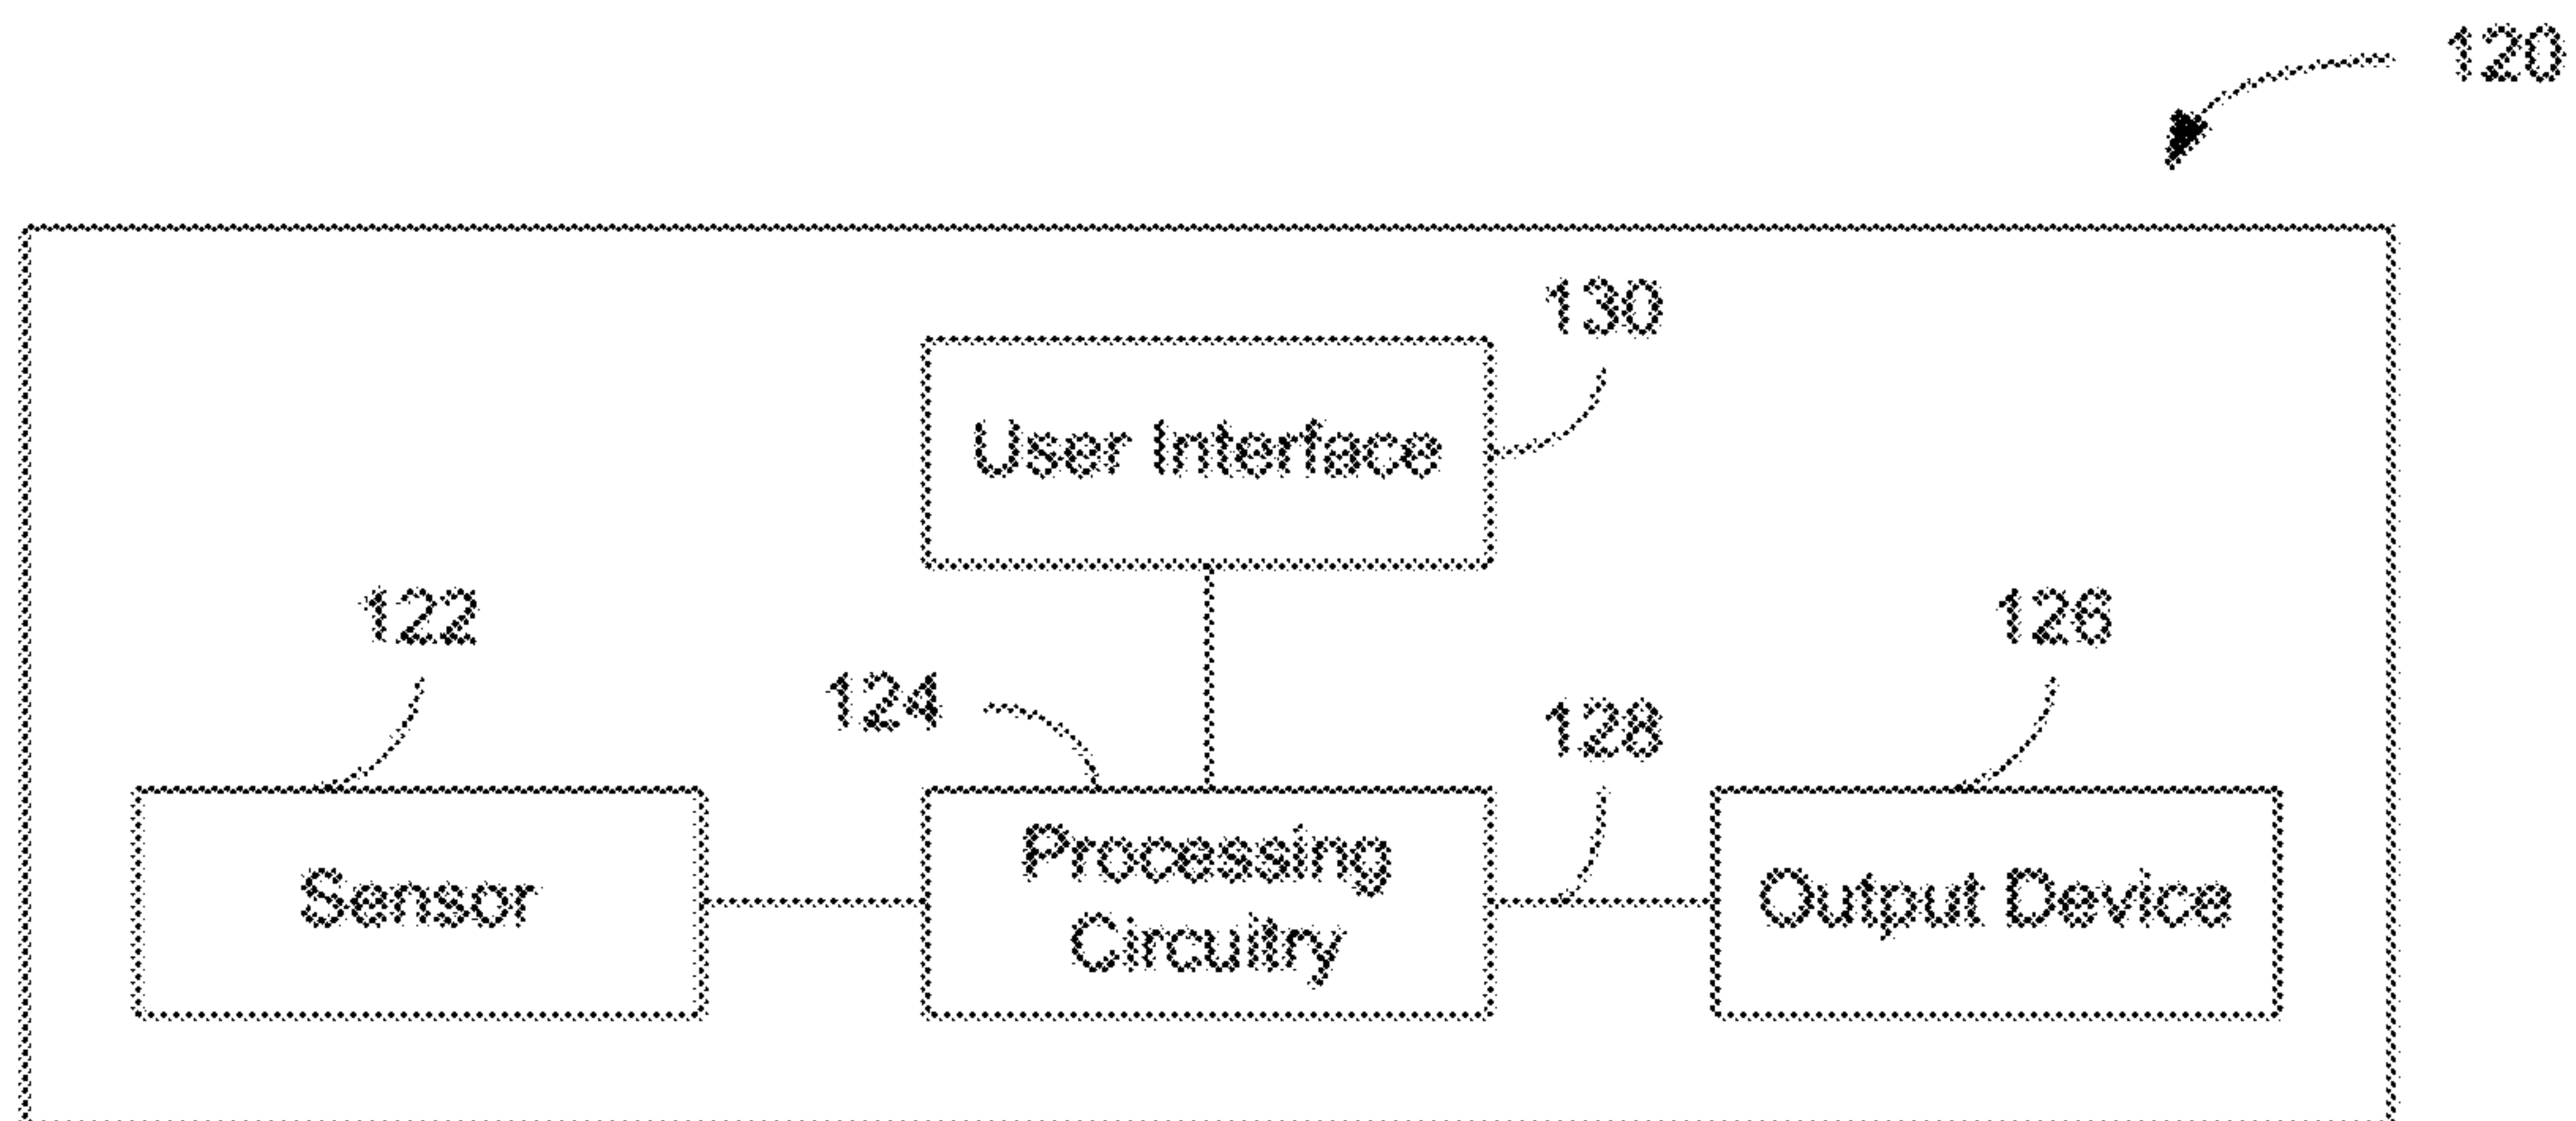 120
130
User Interface
122
126
124
128
Processing
Circuitry
Sensor
Output Device